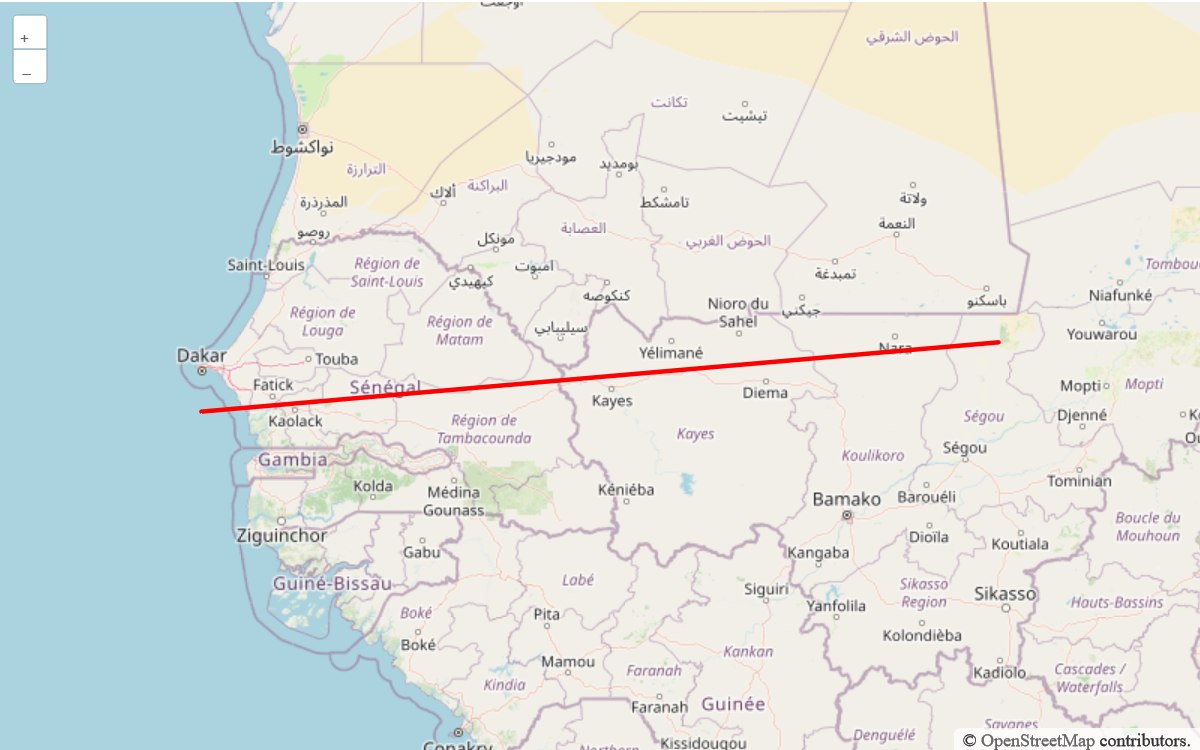 أوجفت
+
–
الحوض الشرقي
تكانت
تيشيت
نواكشوط
مودجيريا
بومديد
الترارزة
ألاك
البراكنة
تامشكط
ولاتة
المذرذرة
النعمة
روصو
العصابة
مونكل
الحوض الغربي
Saint-Louis
Région de
Saint-Louis
امبوت
تمبدغة
كيهيدي
كنكوصه
باسكنو
Niafunké
Nioro du
Sahel
جيكني
Région de
Louga
Région de
Matam
سيليبابي
Youwarou
Yélimané
Nara
Dakar
Touba
Fatick
Sénégal
Kayes
Diema
Mopti
Mopti
Djenné
Kaolack
Région de
Tambacounda
Kayes
Ségou
Koulikoro
Ségou
Gambia
Kolda
Médina
Gounass
Kéniéba
Bamako
Barouéli
Tominian
Boucle du
Mouhoun
Ziguinchor
Gabu
Dioïla
Koutiala
Kangaba
Guiné-Bissau
Labé
Siguiri
Sikasso
Region
Sikasso
Yanfolila
Hauts-Bassins
Boké
Boké
Pita
Kolondièba
Kankan
Mamou
Faranah
Kadiolo
Cascades /
Waterfalls
Kindia
Faranah
Guinée
Conakry
Northern
Kissidougou
Denguélé
Savanes
© OpenStreetMap contributors.